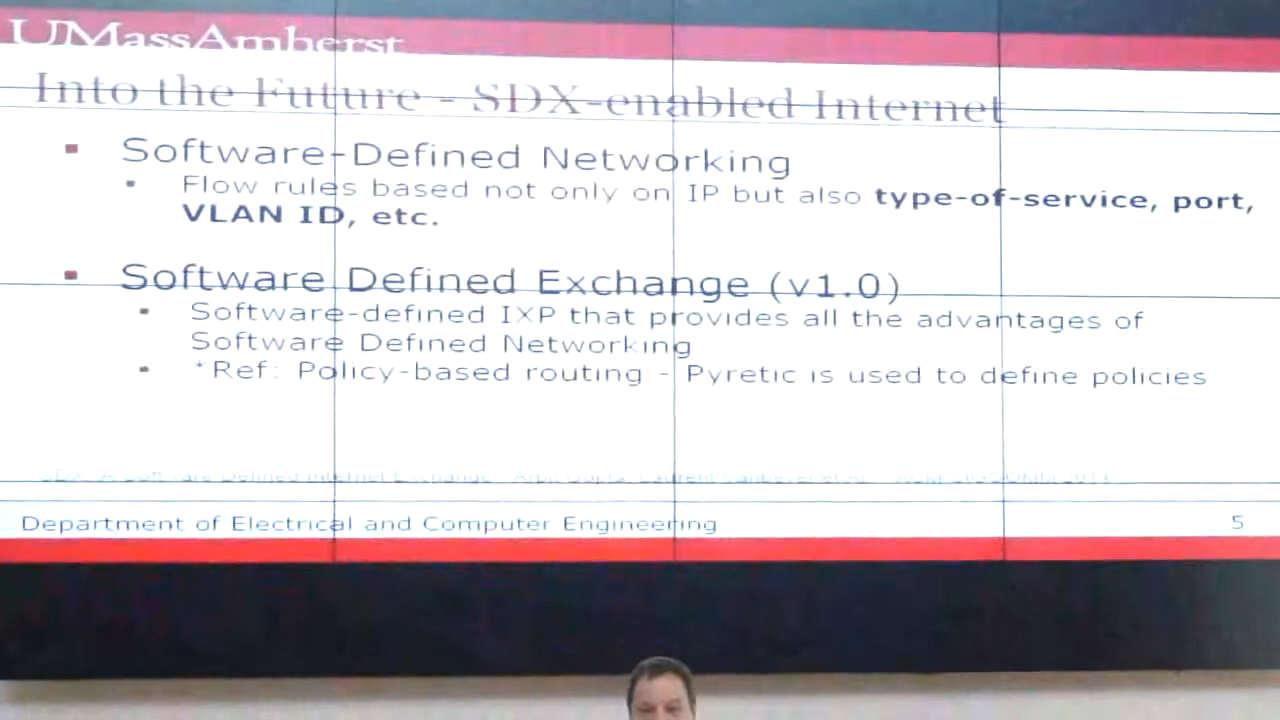 UMassAmherst
Into the Future - SDX-enabled Internet
▪ Software-Defined Networking
• Flow rules based not only on IP but also type-of-service, port,
VLAN ID, etc.
▪ Software Defined Exchange (v1.0)
• Software-defined IXP that provides all the advantages of
Software Defined Networking
• *Ref: Policy-based routing - Pyretic is used to define policies
Department of Electrical and Computer Engineering
5